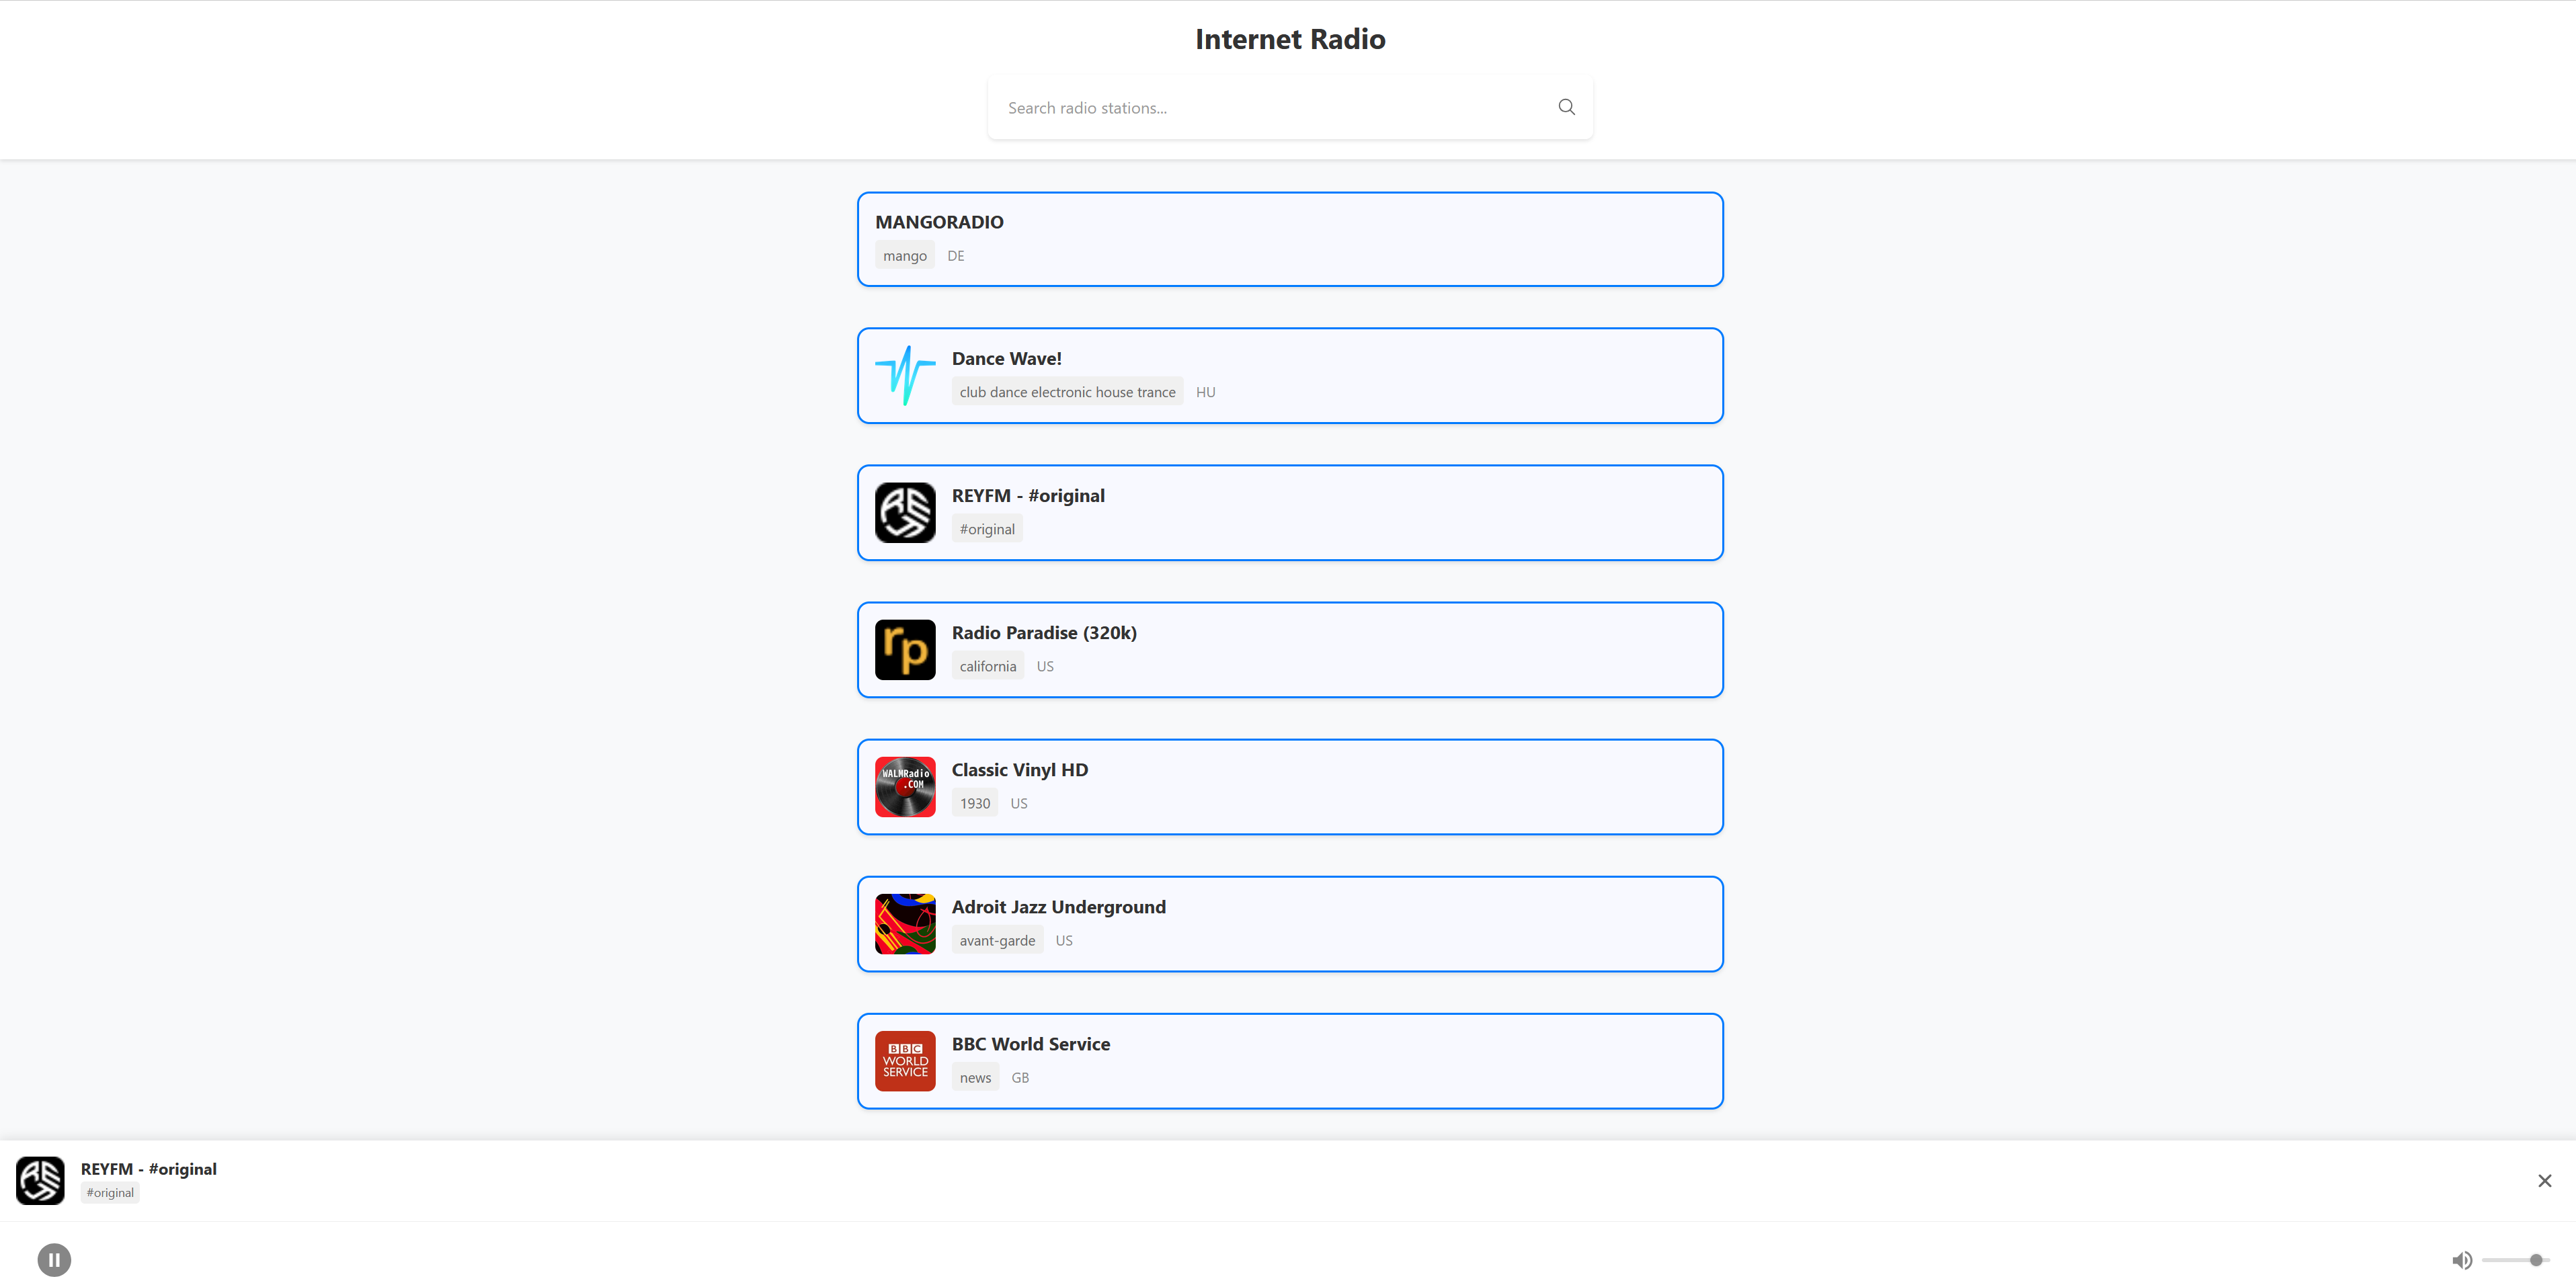 Internet Radio
Search radio stations...
MANGORADIO
mango DE
Dance Wave!
club dance electronic house trance HU
REYFM - #original
#original
rp
Radio Paradise (320k)
california US
WALMRadio
.COM
Classic Vinyl HD
1930 US
Adroit Jazz Underground
avant-garde US
BBC
WORLD
SERVICE
BBC World Service
news GB
REYFM - #original
#original